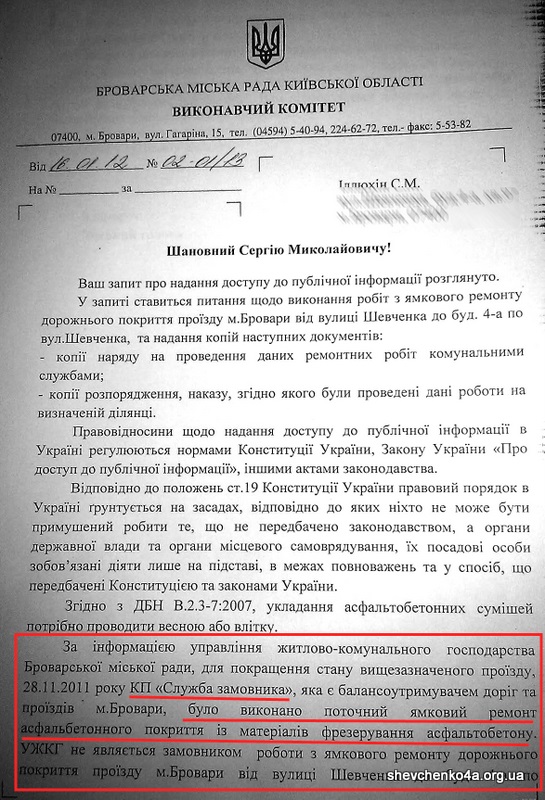 БРОВАРСЬКА МІСЬКА РАДА КИЇВСЬКОЇ ОБЛАСТІ
ВИКОНАВЧИЙ КОМІТЕТ
07400, м. Бровари, вул. Гагаріна, 15, тел. (04594) 5-40-94, 224-62-72, тел.- факс: 5-53-82
Від 16.01.12 № 02-01/13
На № за
Іллюхін С.М.
Шановний Сергію Миколайовичу!
Ваш запит про надання доступу до публічної інформації розглянуто.
У запиті ставиться питання щодо виконання робіт з ямкового ремонту
дорожнього покриття проїзду м.Бровари від вулиці Шевченка до буд. 4-а по
вул.Шевченка, та надання копій наступних документів:
- копії наряду на проведення даних ремонтних робіт комунальними
службами;
- копії розпорядження, наказу, згідно якого були проведені дані роботи на
визначеній ділянці.
Правовідносини щодо надання доступу до публічної інформації в
Україні регулюються нормами Конституції України, Закону України «Про
доступ до публічної інформації», іншими актами законодавства.
Відповідно до положень ст.19 Конституції України правовий порядок в
Україні ґрунтується на засадах, відповідно до яких ніхто не може бути
примушений робити те, що не передбачено законодавством, а органи
державної влади та органи місцевого самоврядування, їх посадові особи
зобов'язані діяти лише на підставі, в межах повноважень та у спосіб, що
передбачені Конституцією та законами України.
Згідно з ДБН В.2.3-7:2007, укладання асфальтобетонних сумішей
потрібно проводити весною або влітку.
За інформацією управління житлово-комунального господарства
Броварської міської ради, для покращення стану вищезазначеного проїзду,
28.11.2011 року КП «Служба замовника», яка є балансоутримувачем доріг та
проїздів м.Бровари, було виконано поточний ямковий ремонт
асфальбетонного покриття із матеріалів фрезерування асфальтобетону.
УЖКГ не являється замовником роботи з ямкового ремонту дорожнього
покриття проїзду м.Бровари від вулиці Шевченка по
shevchenko4a.org.ua